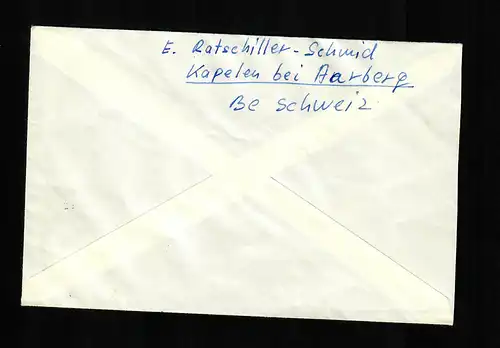 E. Ratschiller-Schmid
Kapelen bei Aarberg
Be Schweiz